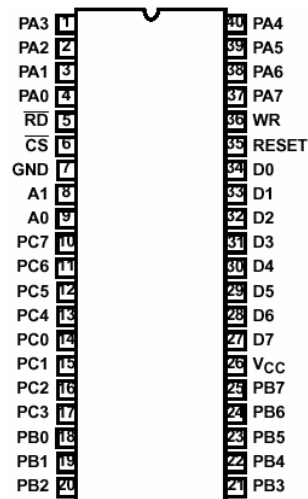 PA3 1 40 PA4
PA2 2 39 PA5
PA1 3 38 PA6
PA0 4 37 PA7
RD 5 36 WR
CS 6 35 RESET
GND 7 34 D0
A1 8 33 D1
A0 9 32 D2
PC7 10 31 D3
PC6 11 30 D4
PC5 12 29 D5
PC4 13 28 D6
PC0 14 27 D7
PC1 15 26 VCC
PC2 16 25 PB7
PC3 17 24 PB6
PB0 18 23 PB5
PB1 19 22 PB4
PB2 20 21 PB3